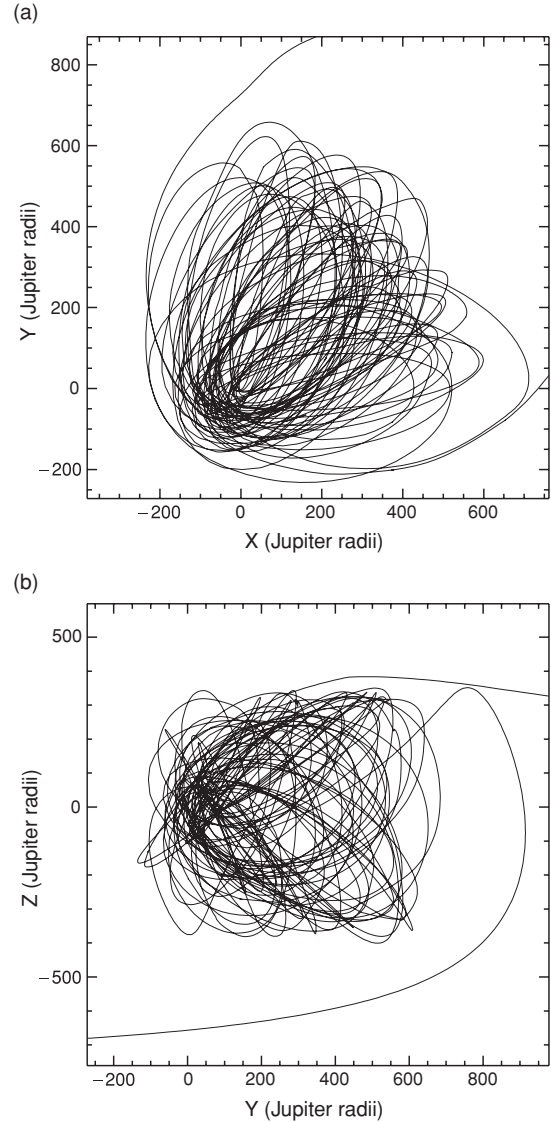 (a)
800
600
400
200
0
−200
Y (Jupiter radii)
−200 0 200 400 600
X (Jupiter radii)
(b)
500
0
−500
Z (Jupiter radii)
−200 0 200 400 600 800
Y (Jupiter radii)